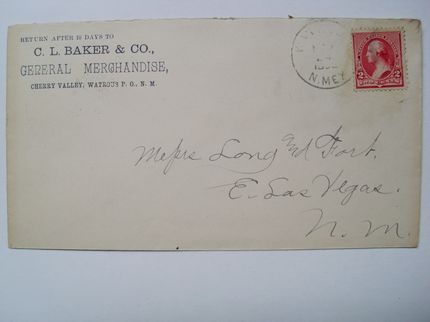 RETURN AFTER 10 DAYS TO
C. L. BAKER & CO.,
GENERAL MERCHANDISE,
CHERRY VALLEY, WATROUS P. O., N. M.
N. MEX
2 2
Messrs Long and Fort.
E. Las Vegas.
N. M.